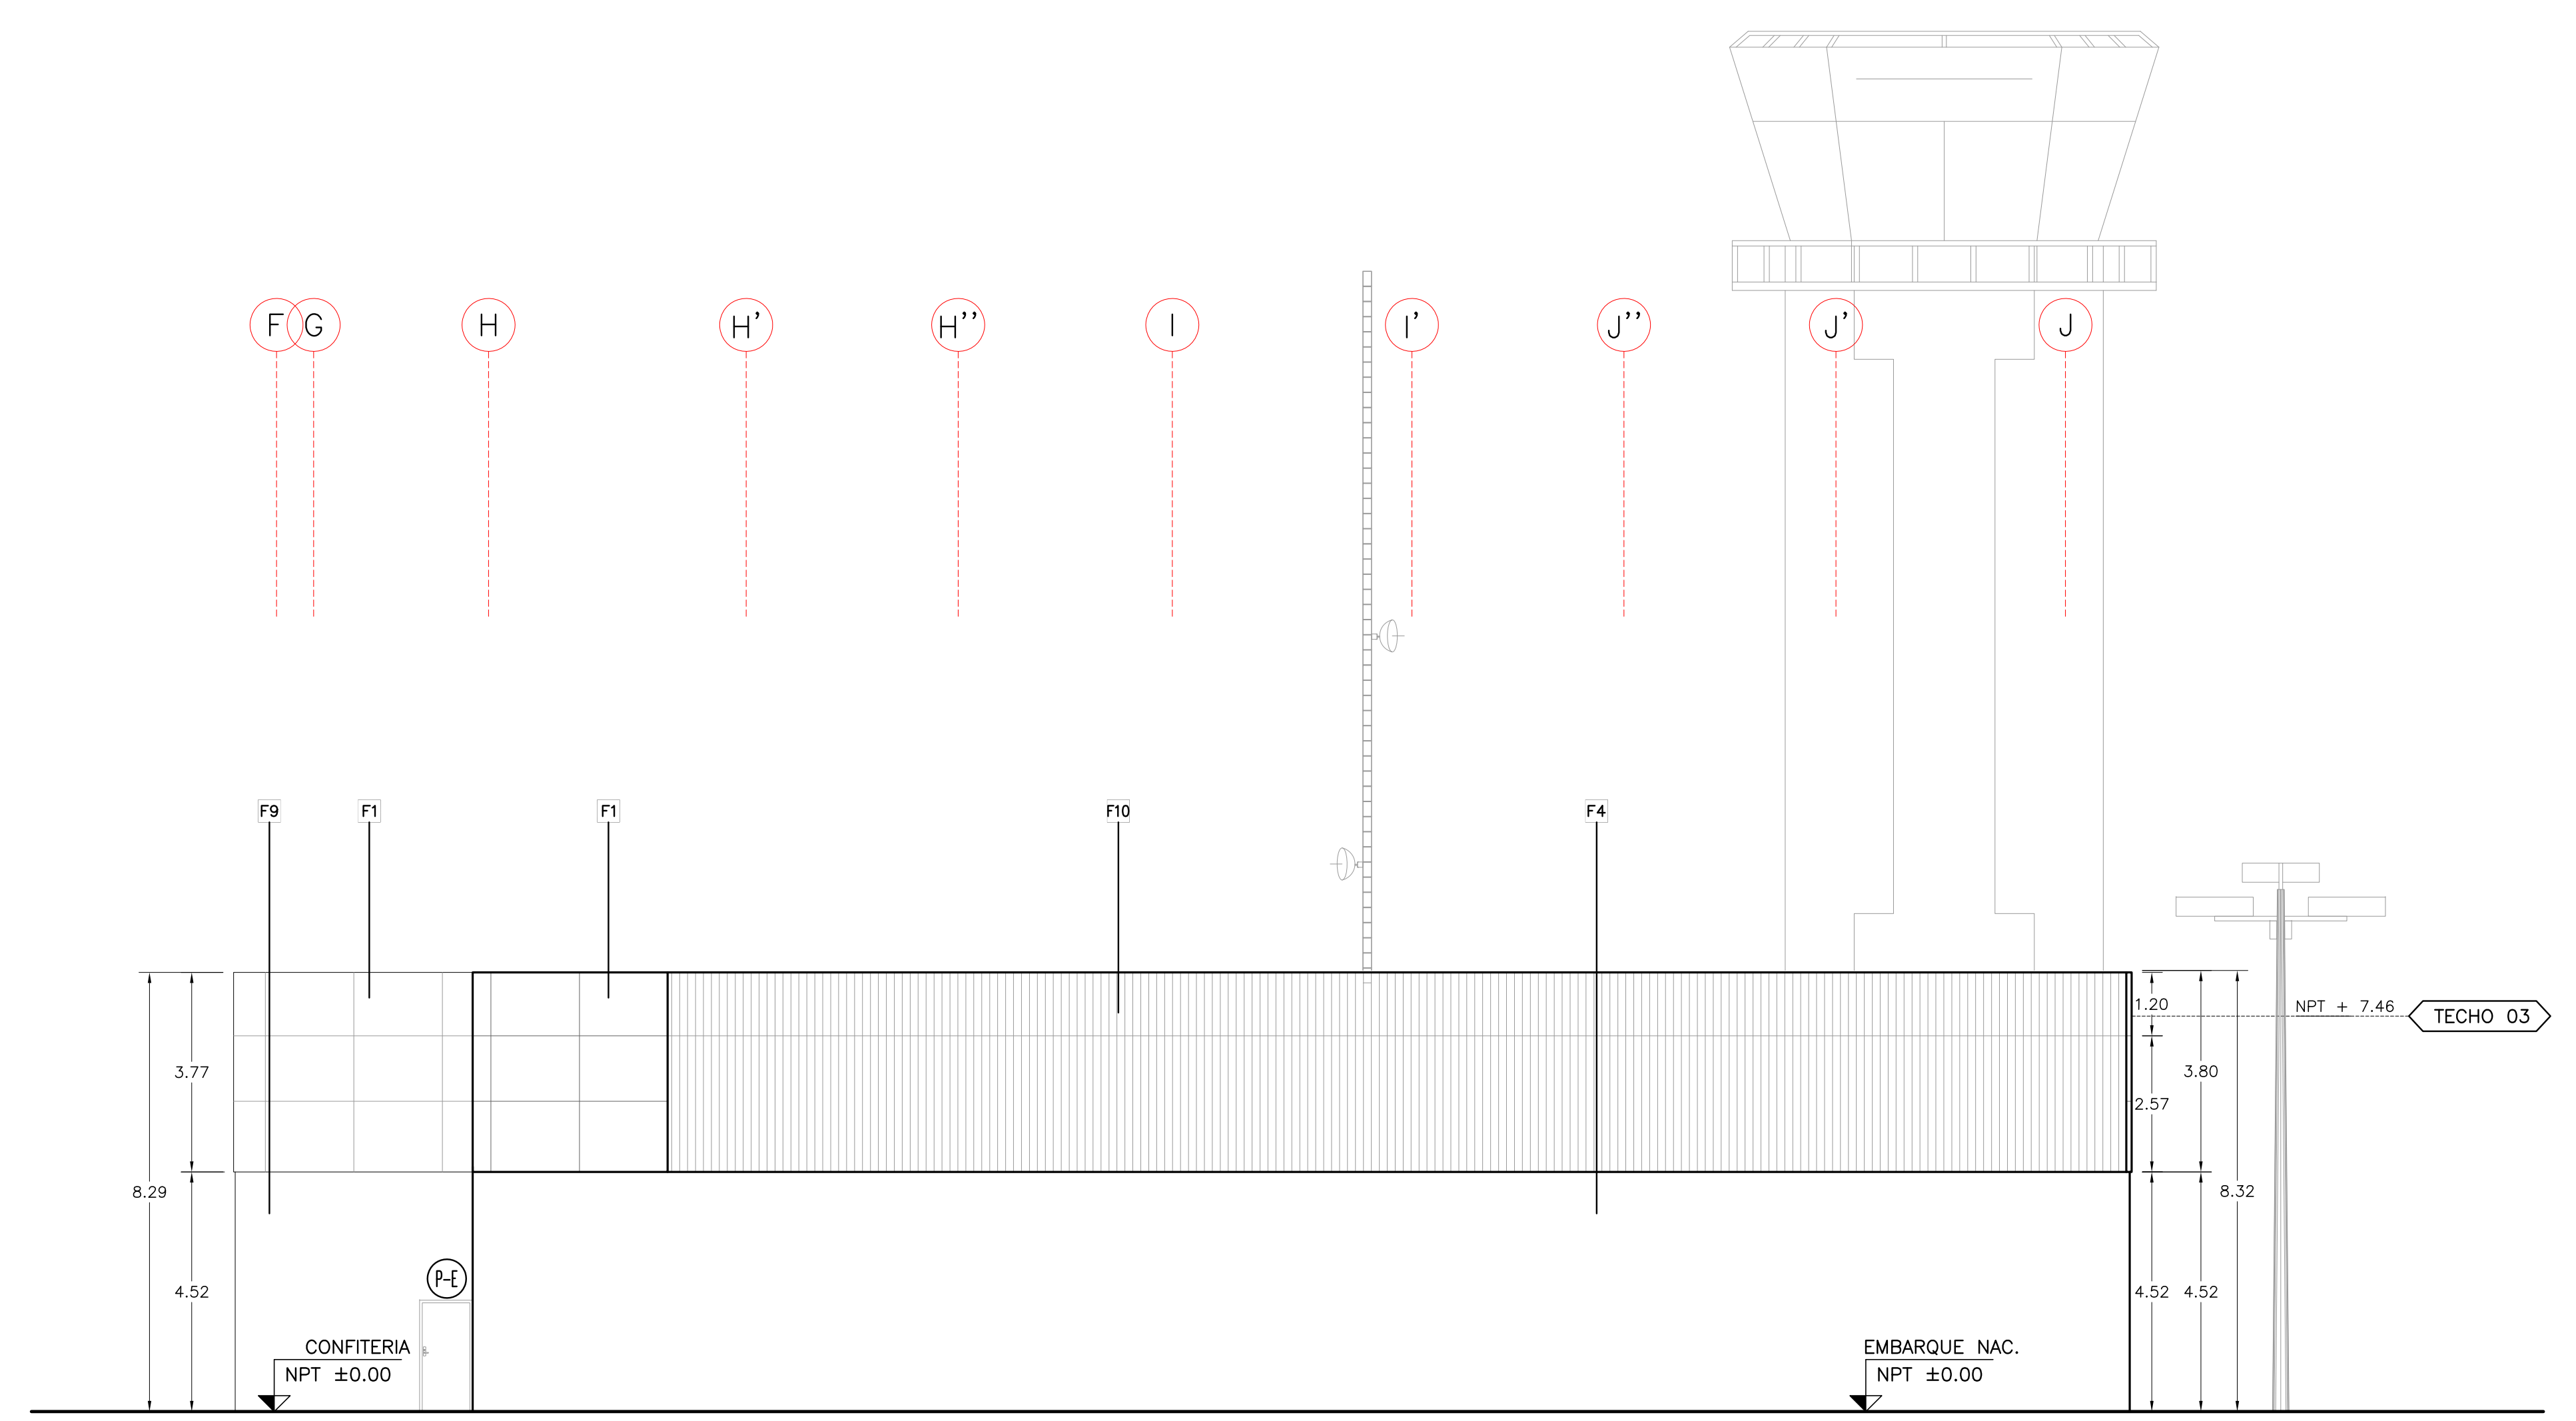 F G H H' H'' I I' J'' J' J
F9 F1 F1 F10 F4
1.20
NPT + 7.46
TECHO 03
3.77
3.80
2.57
8.29
8.32
P-E
4.52
4.52
4.52
CONFITERIA
NPT ±0.00
EMBARQUE NAC.
NPT ±0.00